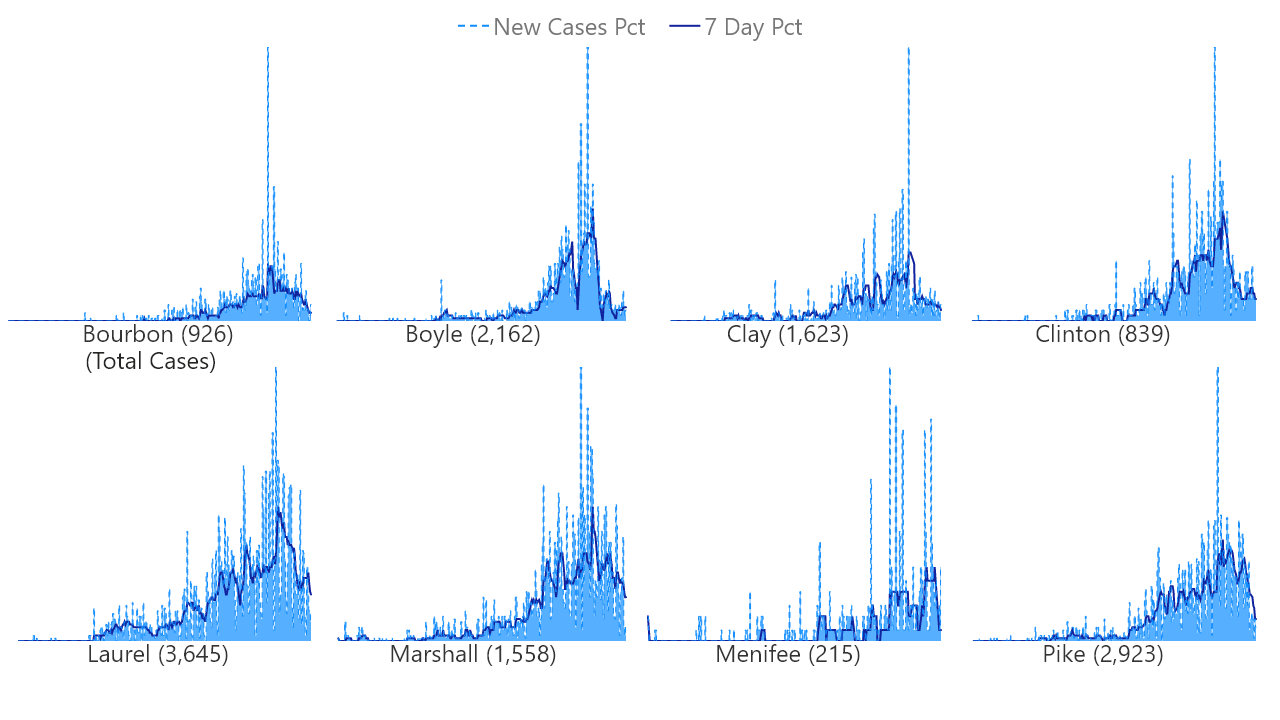 New Cases Pct 7 Day Pct
Bourbon (926) Boyle (2,162) Clay (1,623) Clinton (839)
(Total Cases)
Laurel (3,645) Marshall (1,558) Menifee (215) Pike (2,923)